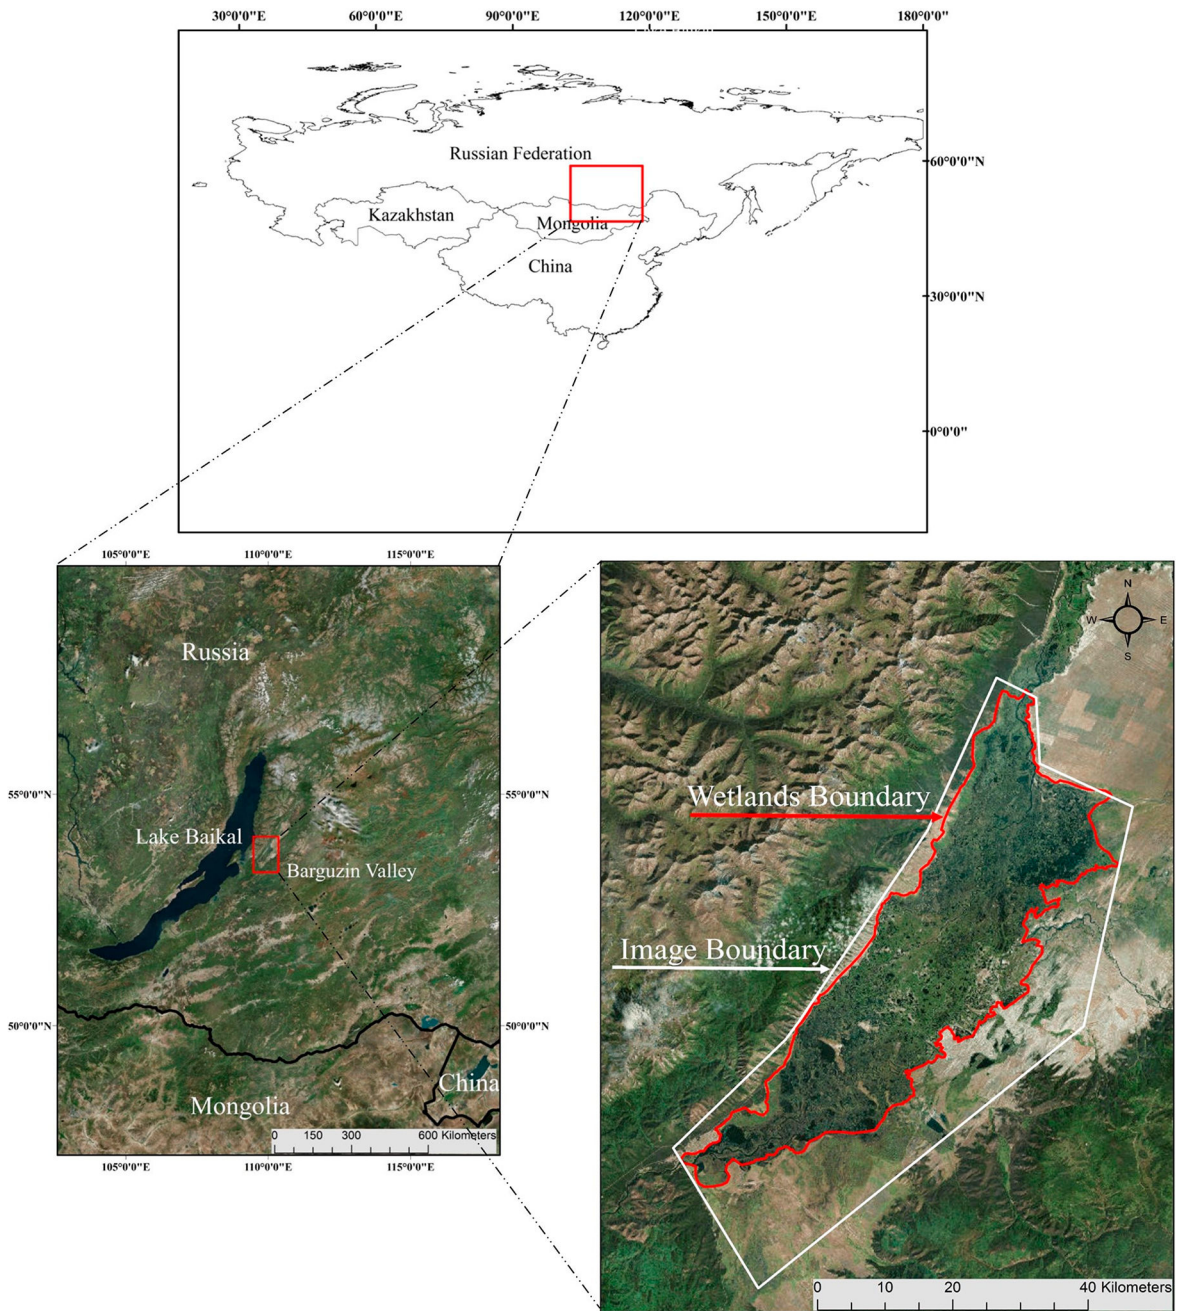 30°0'0"E 60°0'0"E 90°0'0"E 120°0'0"E 150°0'0"E 180°0'0"
Russian Federation
60°0'0"N
Kazakhstan
Mongolia
China
30°0'0"N
0°0'0"
105°0'0"E 110°0'0"E 115°0'0"E
Russia
55°0'0"N 55°0'0"N
Lake Baikal
Barguzin Valley
50°0'0"N 50°0'0"N
China
Mongolia
0 150 300 600 Kilometers
105°0'0"E 110°0'0"E 115°0'0"E
N
W E
S
Wetlands Boundary
Image Boundary
0 10 20 40 Kilometers